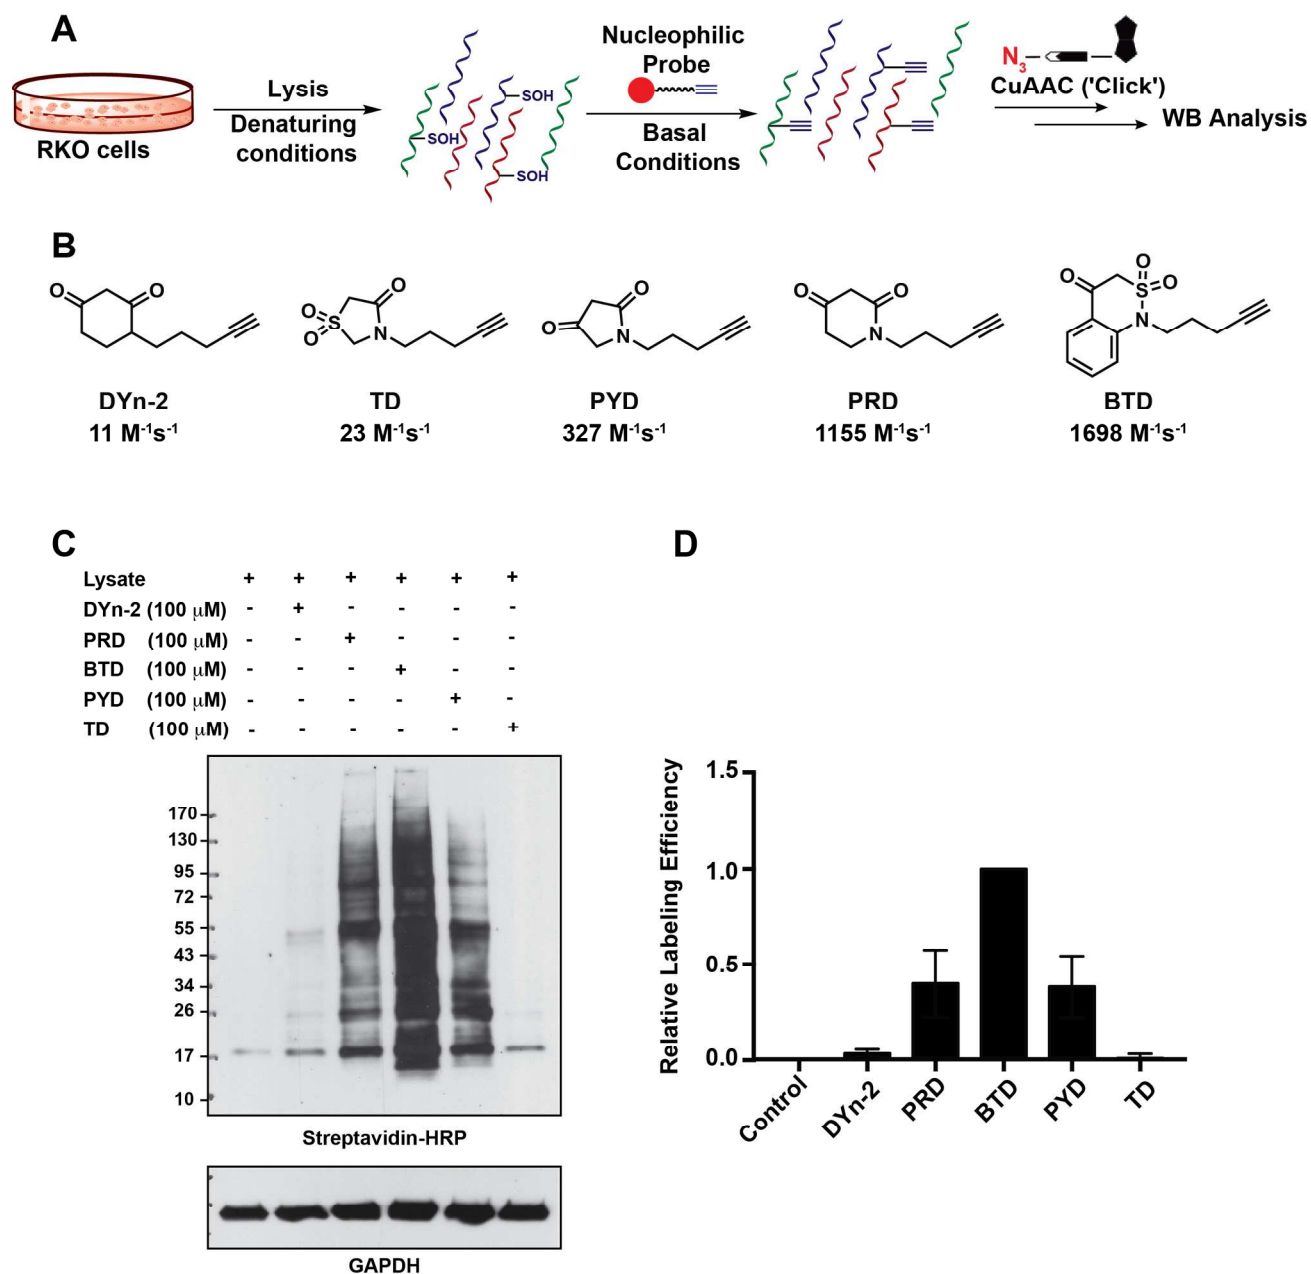 A
Lysis
Denaturing
conditions
RKO cells
SOH
SOH
SOH
Nucleophilic
Probe
Basal
Conditions
N3
CuAAC ('Click')
WB Analysis
B
O
O
O
O
S
O
N
O
O
N
O
O
N
O
O
S
O
N
DYn-2
TD
PYD
PRD
BTD
11 M-1s-1
23 M-1s-1
327 M-1s-1
1155 M-1s-1
1698 M-1s-1
C
Lysate + + + + + +
DYn-2 (100 μM) - + - - - -
PRD (100 μM) - - + - - -
BTD (100 μM) - - - + - -
PYD (100 μM) - - - - + -
TD (100 μM) - - - - - +
170
130
95
72
55
43
34
26
17
10
Streptavidin-HRP
GAPDH
D
Relative Labeling Efficiency
1.5
1.0
0.5
0.0
Control
DYn-2
PRD
BTD
PYD
TD